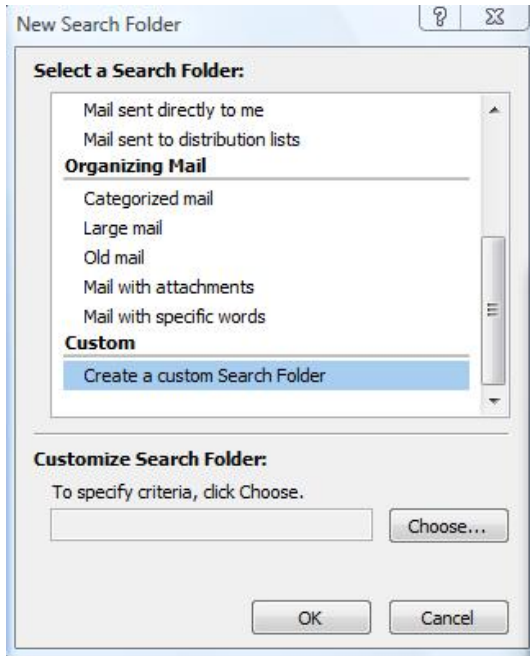 New Search Folder
Select a Search Folder:
Mail sent directly to me
Mail sent to distribution lists
Organizing Mail
Categorized mail
Large mail
Old mail
Mail with attachments
Mail with specific words
Custom
Create a custom Search Folder
Customize Search Folder:
To specify criteria, click Choose.
Choose...
OK Cancel